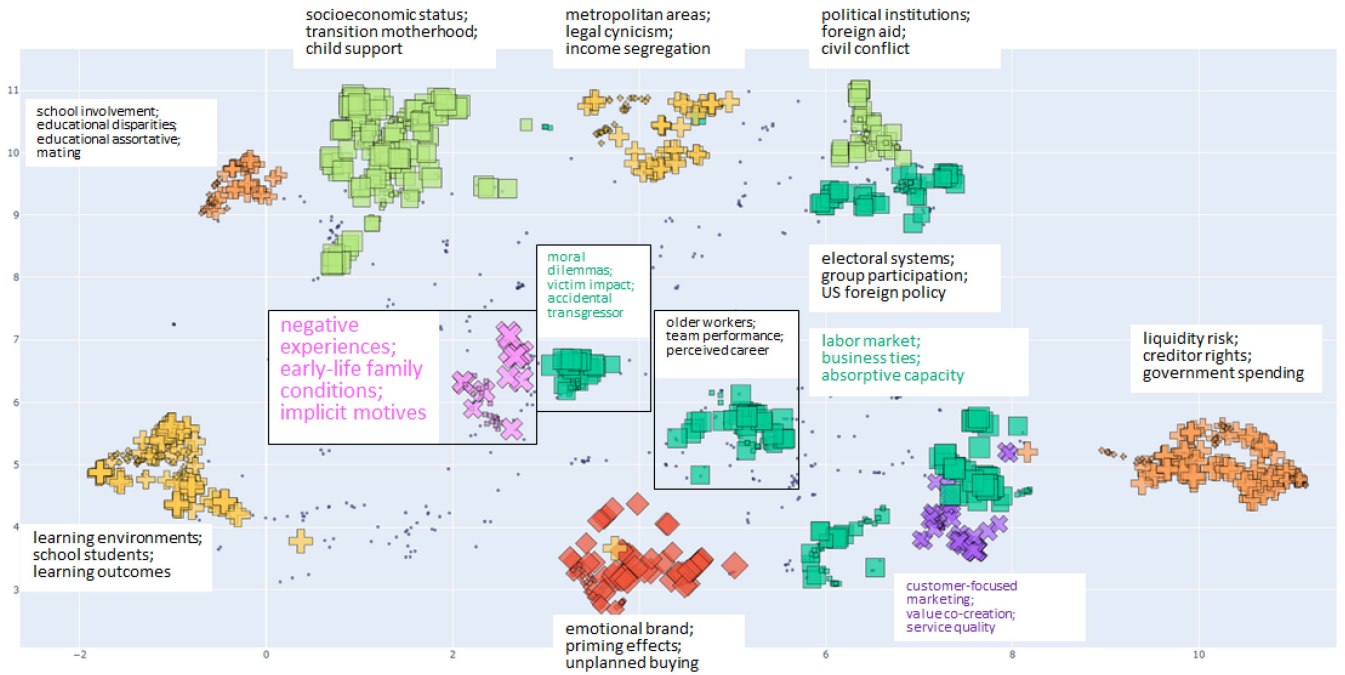 socioeconomic status;
transition motherhood;
child support
metropolitan areas;
legal cynicism;
income segregation
political institutions;
foreign aid;
civil conflict
school involvement;
educational disparities;
educational assortative;
mating
11
10
9
8
7
6
5
4
3
electoral systems;
group participation;
US foreign policy
moral
dilemmas;
victim impact;
accidental
transgressor
negative
experiences;
early-life family
conditions;
implicit motives
older workers;
team performance;
perceived career
labor market;
business ties;
absorptive capacity
liquidity risk;
creditor rights;
government spending
learning environments;
school students;
learning outcomes
customer-focused
marketing;
value co-creation;
service quality
emotional brand;
priming effects;
unplanned buying
−2
0
2
6
8
10